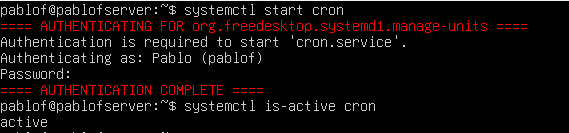 pablof@pablofserver:~$ systemctl start cron
==== AUTHENTICATING FOR org.freedesktop.systemd1.manage-units ====
Authentication is required to start 'cron.service'.
Authenticating as: Pablo (pablof)
Password:
==== AUTHENTICATION COMPLETE ====
pablof@pablofserver:~$ systemctl is-active cron
active